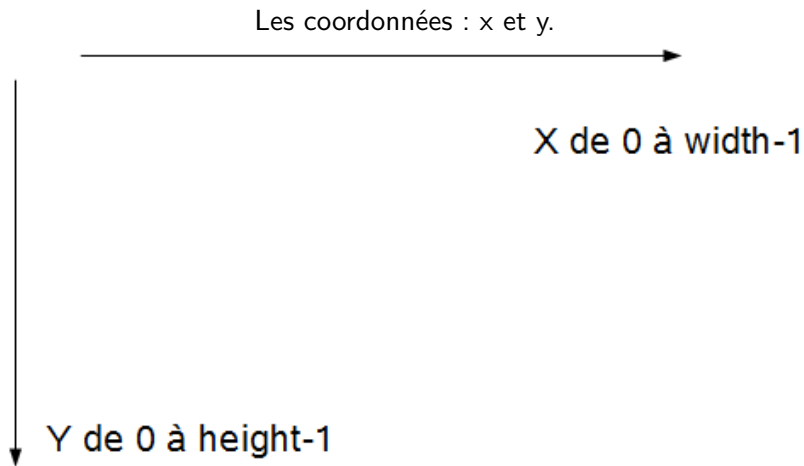 Les coordonnées : x et y.
X de 0 à width-1
Y de 0 à height-1